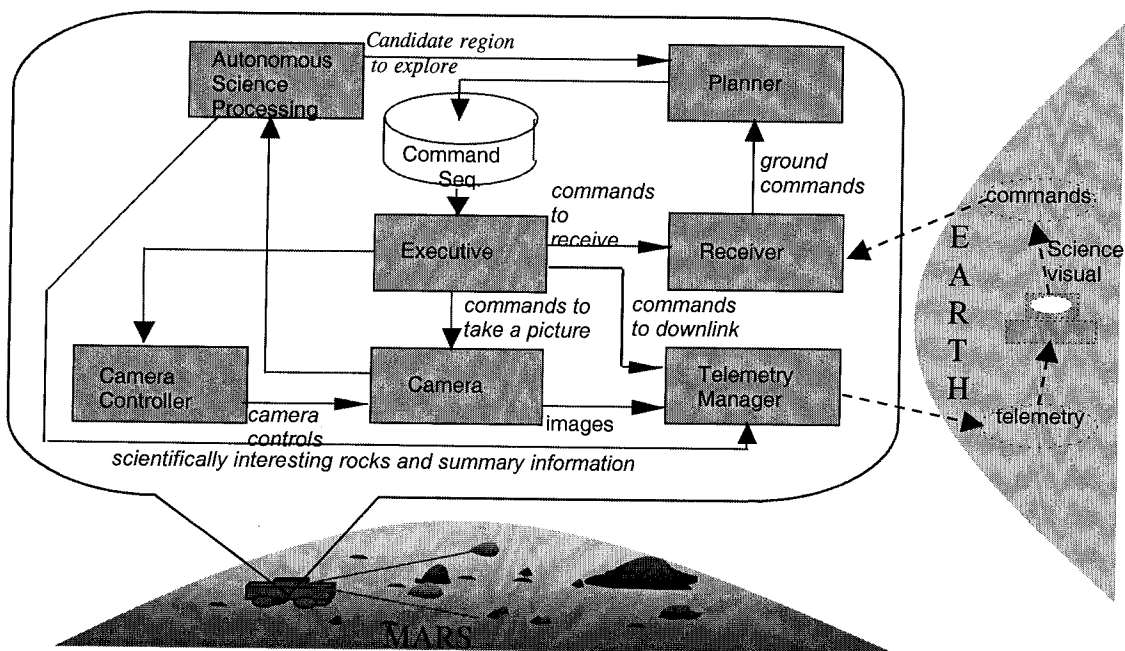 Candidate region
to explore
Autonomous
Science
Processing
Planner
Command
Seq.
ground
commands
commands
to
receive
Executive
Receiver
commands to
take a picture
commands
to downlink
Camera
Controller
Camera
Telemetry
Manager
camera
controls
images
scientifically interesting rocks and summary information
commands
Science
visual
EARTH
telemetry
MARS